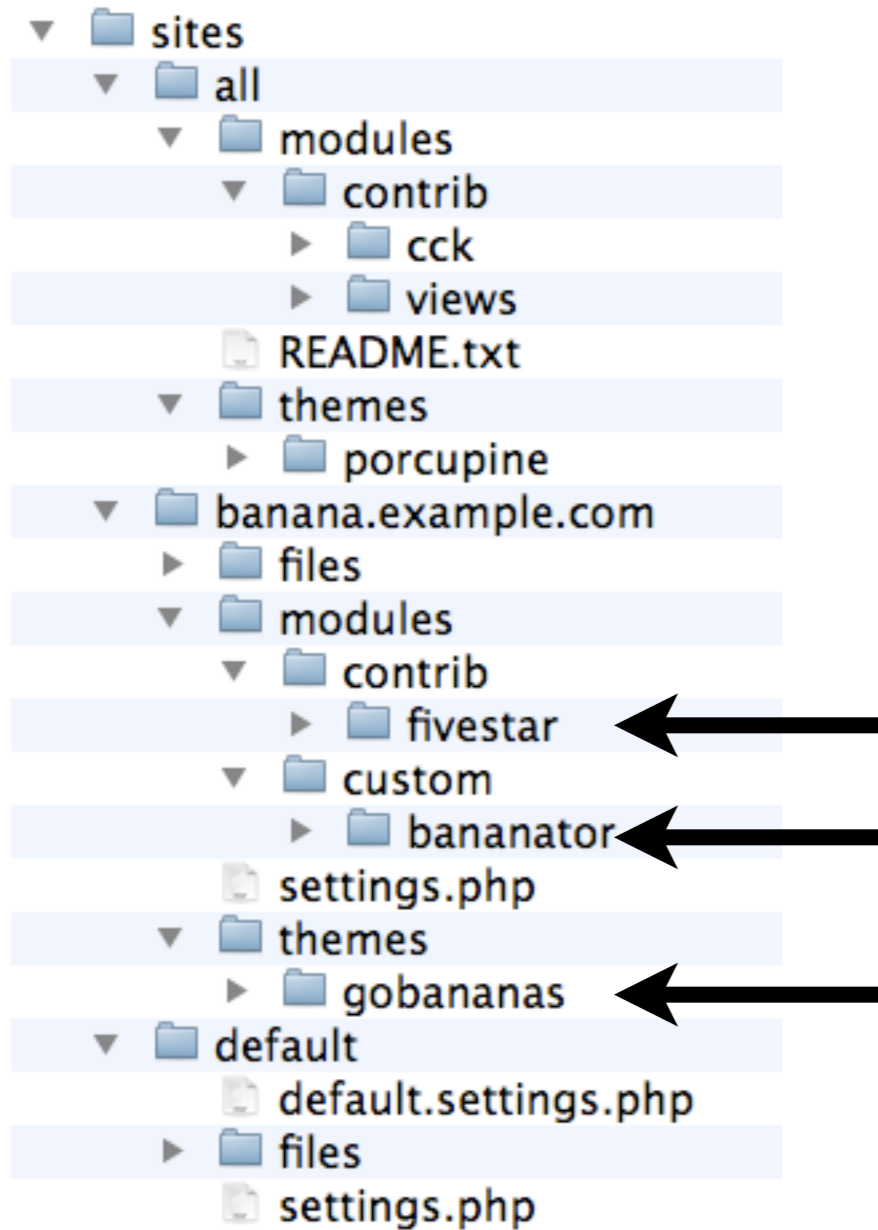 sites
all
modules
contrib
cck
views
README.txt
themes
porcupine
banana.example.com
files
modules
contrib
fivestar
custom
bananator
settings.php
themes
gobananas
default
default.settings.php
files
settings.php